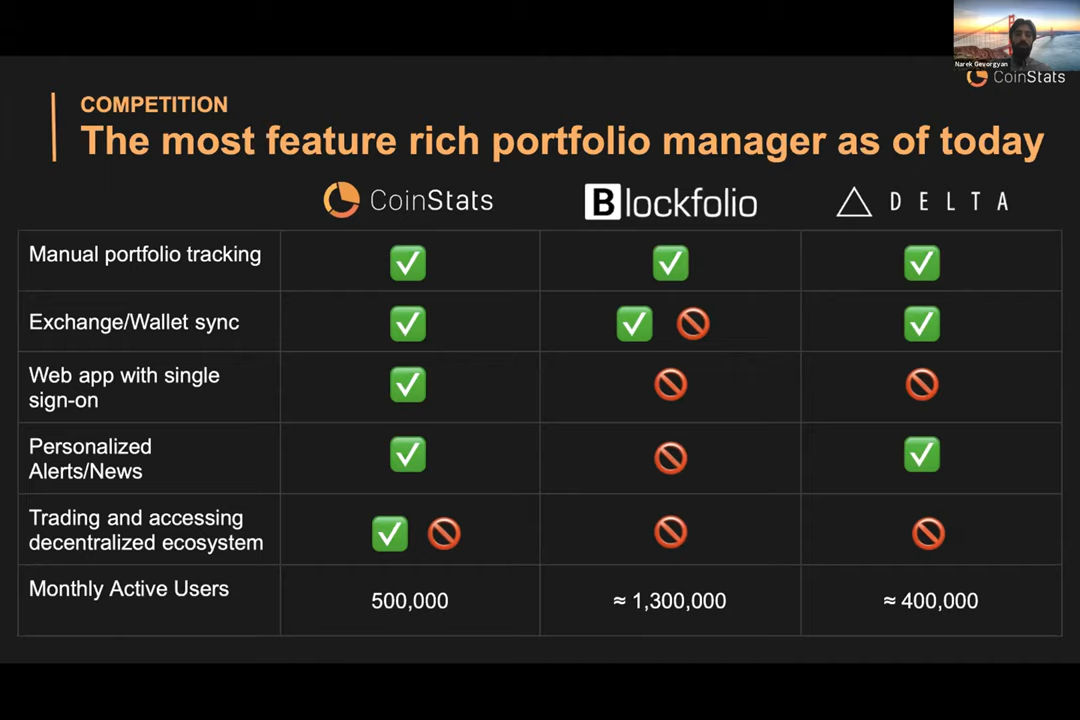 Narek Gevorgyan
CoinStats
COMPETITION
The most feature rich portfolio manager as of today
CoinStats Blockfolio DELTA
Manual portfolio tracking ✅ ✅ ✅
Exchange/Wallet sync ✅ ✅ 🚫 ✅
Web app with single
sign-on ✅ 🚫 🚫
Personalized
Alerts/News ✅ 🚫 ✅
Trading and accessing
decentralized ecosystem ✅ 🚫 🚫 🚫
Monthly Active Users
500,000 ≈ 1,300,000 ≈ 400,000